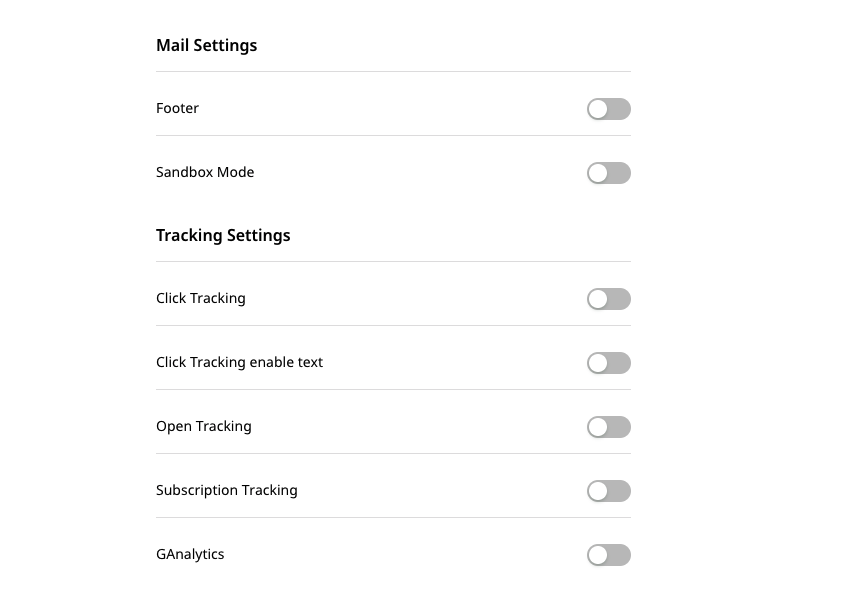 Mail Settings
Footer
Sandbox Mode
Tracking Settings
Click Tracking
Click Tracking enable text
Open Tracking
Subscription Tracking
GAnalytics